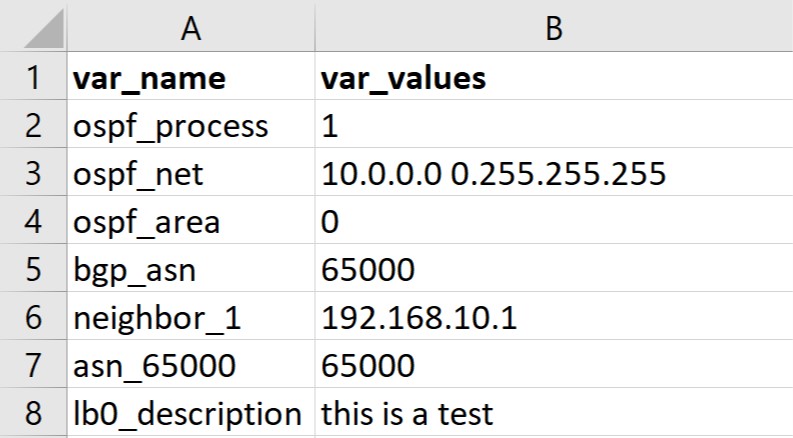 A B
1 var_name var_values
2 ospf_process 1
3 ospf_net 10.0.0.0 0.255.255.255
4 ospf_area 0
5 bgp_asn 65000
6 neighbor_1 192.168.10.1
7 asn_65000 65000
8 lb0_description this is a test